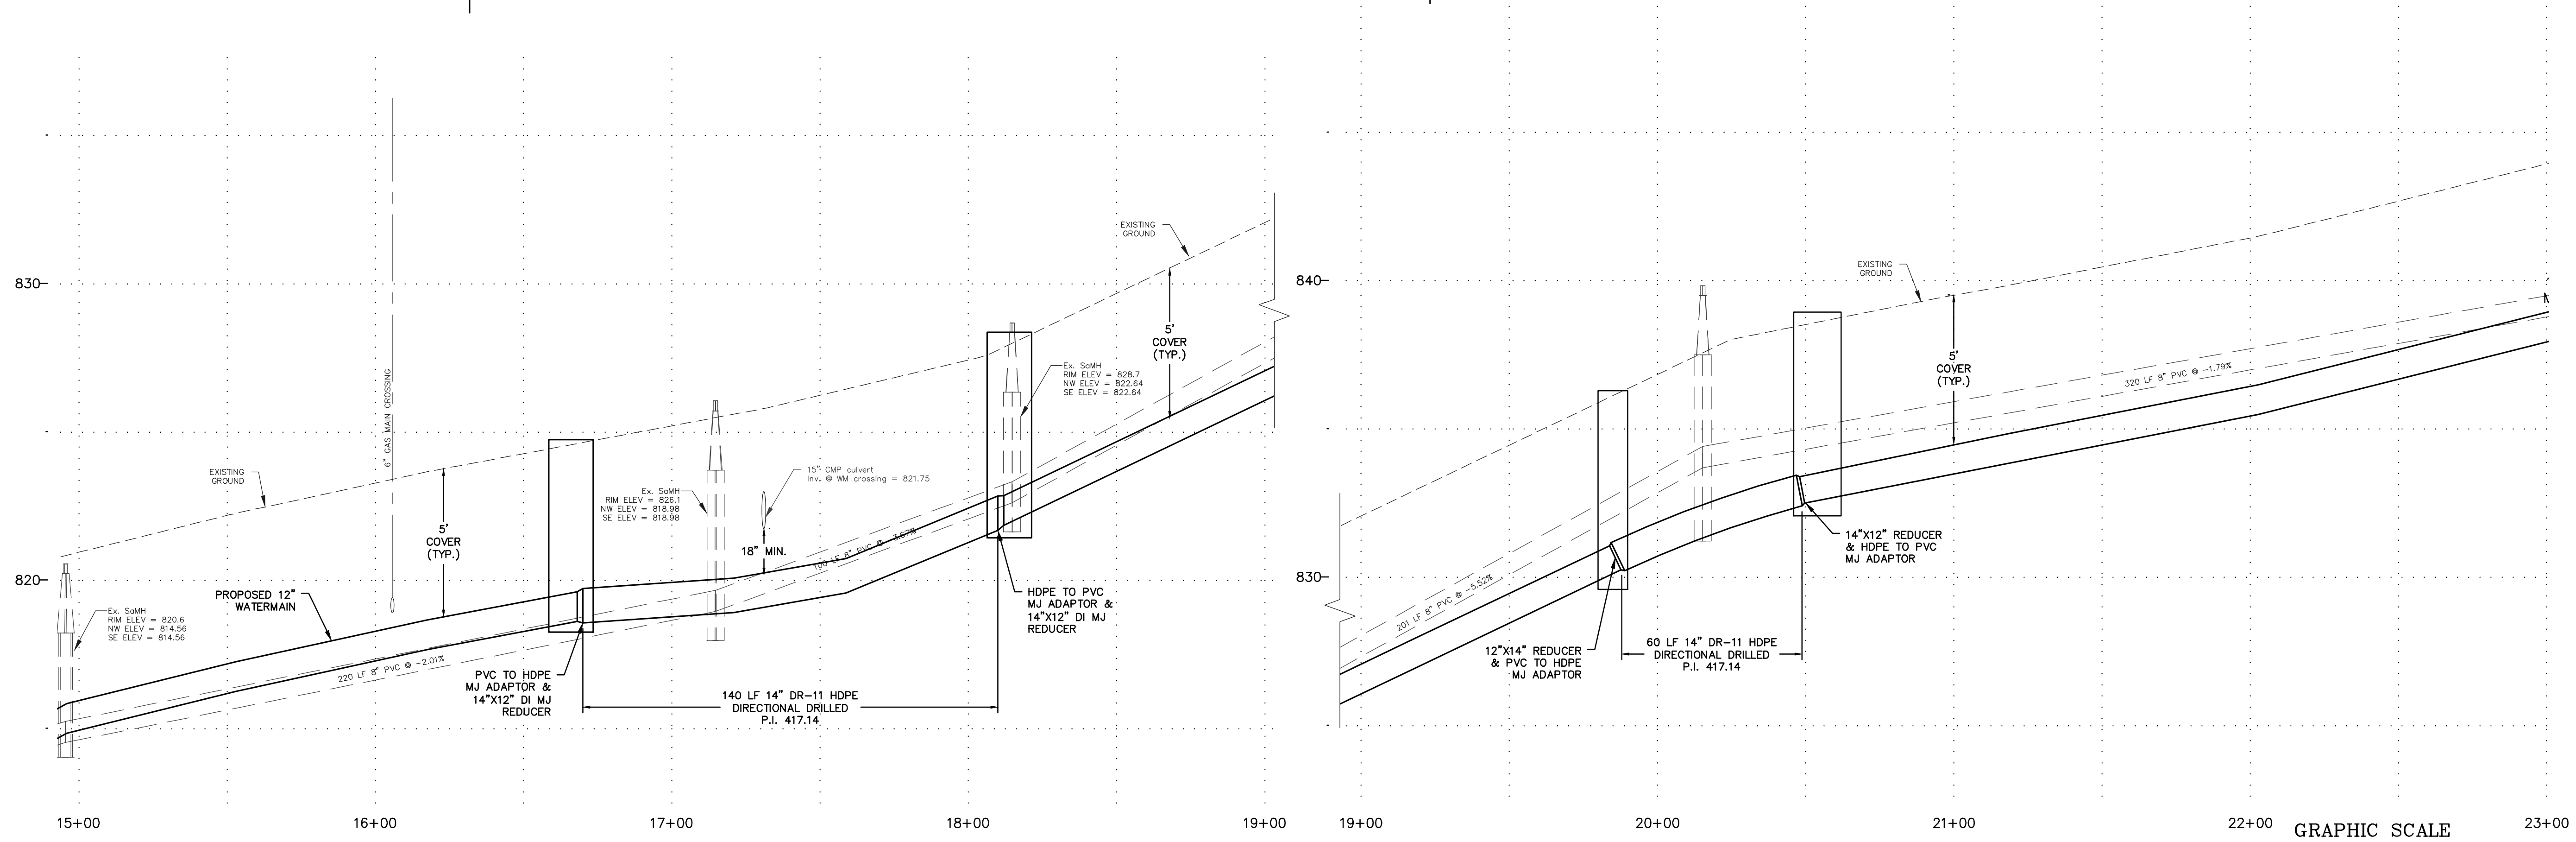 830
820
6" GAS MAIN CROSSING
EXISTING
GROUND
5'
COVER
(TYP.)
PROPOSED 12"
WATERMAIN
Ex. SaMH
RIM ELEV = 820.6
NW ELEV = 814.56
SE ELEV = 814.56
220 LF 8" PVC @ -2.01%
PVC TO HDPE
MJ ADAPTOR &
14"X12" DI MJ
REDUCER
Ex. SaMH
RIM ELEV = 826.1
NW ELEV = 818.98
SE ELEV = 818.98
15" CMP culvert
Inv. @ WM crossing = 821.75
18" MIN.
100 LF 8" PVC @ -3.67%
140 LF 14" DR-11 HDPE
DIRECTIONAL DRILLED
P.I. 417.14
EXISTING
GROUND
5'
COVER
(TYP.)
Ex. SaMH
RIM ELEV = 828.7
NW ELEV = 822.64
SE ELEV = 822.64
HDPE TO PVC
MJ ADAPTOR &
14"X12" DI MJ
REDUCER
15+00
16+00
17+00
18+00
19+00
840
830
201 LF 8" PVC @ -5.52%
12"X14" REDUCER
& PVC TO HDPE
MJ ADAPTOR
60 LF 14" DR-11 HDPE
DIRECTIONAL DRILLED
P.I. 417.14
14"X12" REDUCER
& HDPE TO PVC
MJ ADAPTOR
EXISTING
GROUND
5'
COVER
(TYP.)
320 LF 8" PVC @ -1.79%
19+00
20+00
21+00
22+00
23+00
GRAPHIC SCALE